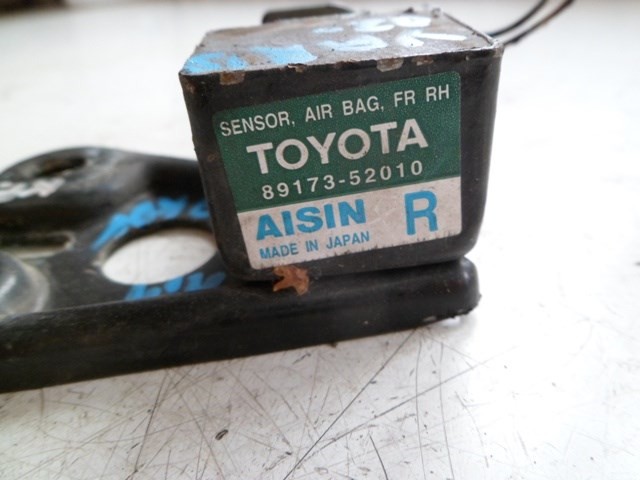 SENSOR, AIR BAG, FR RH
TOYOTA
89173-52010
AISIN R
MADE IN JAPAN